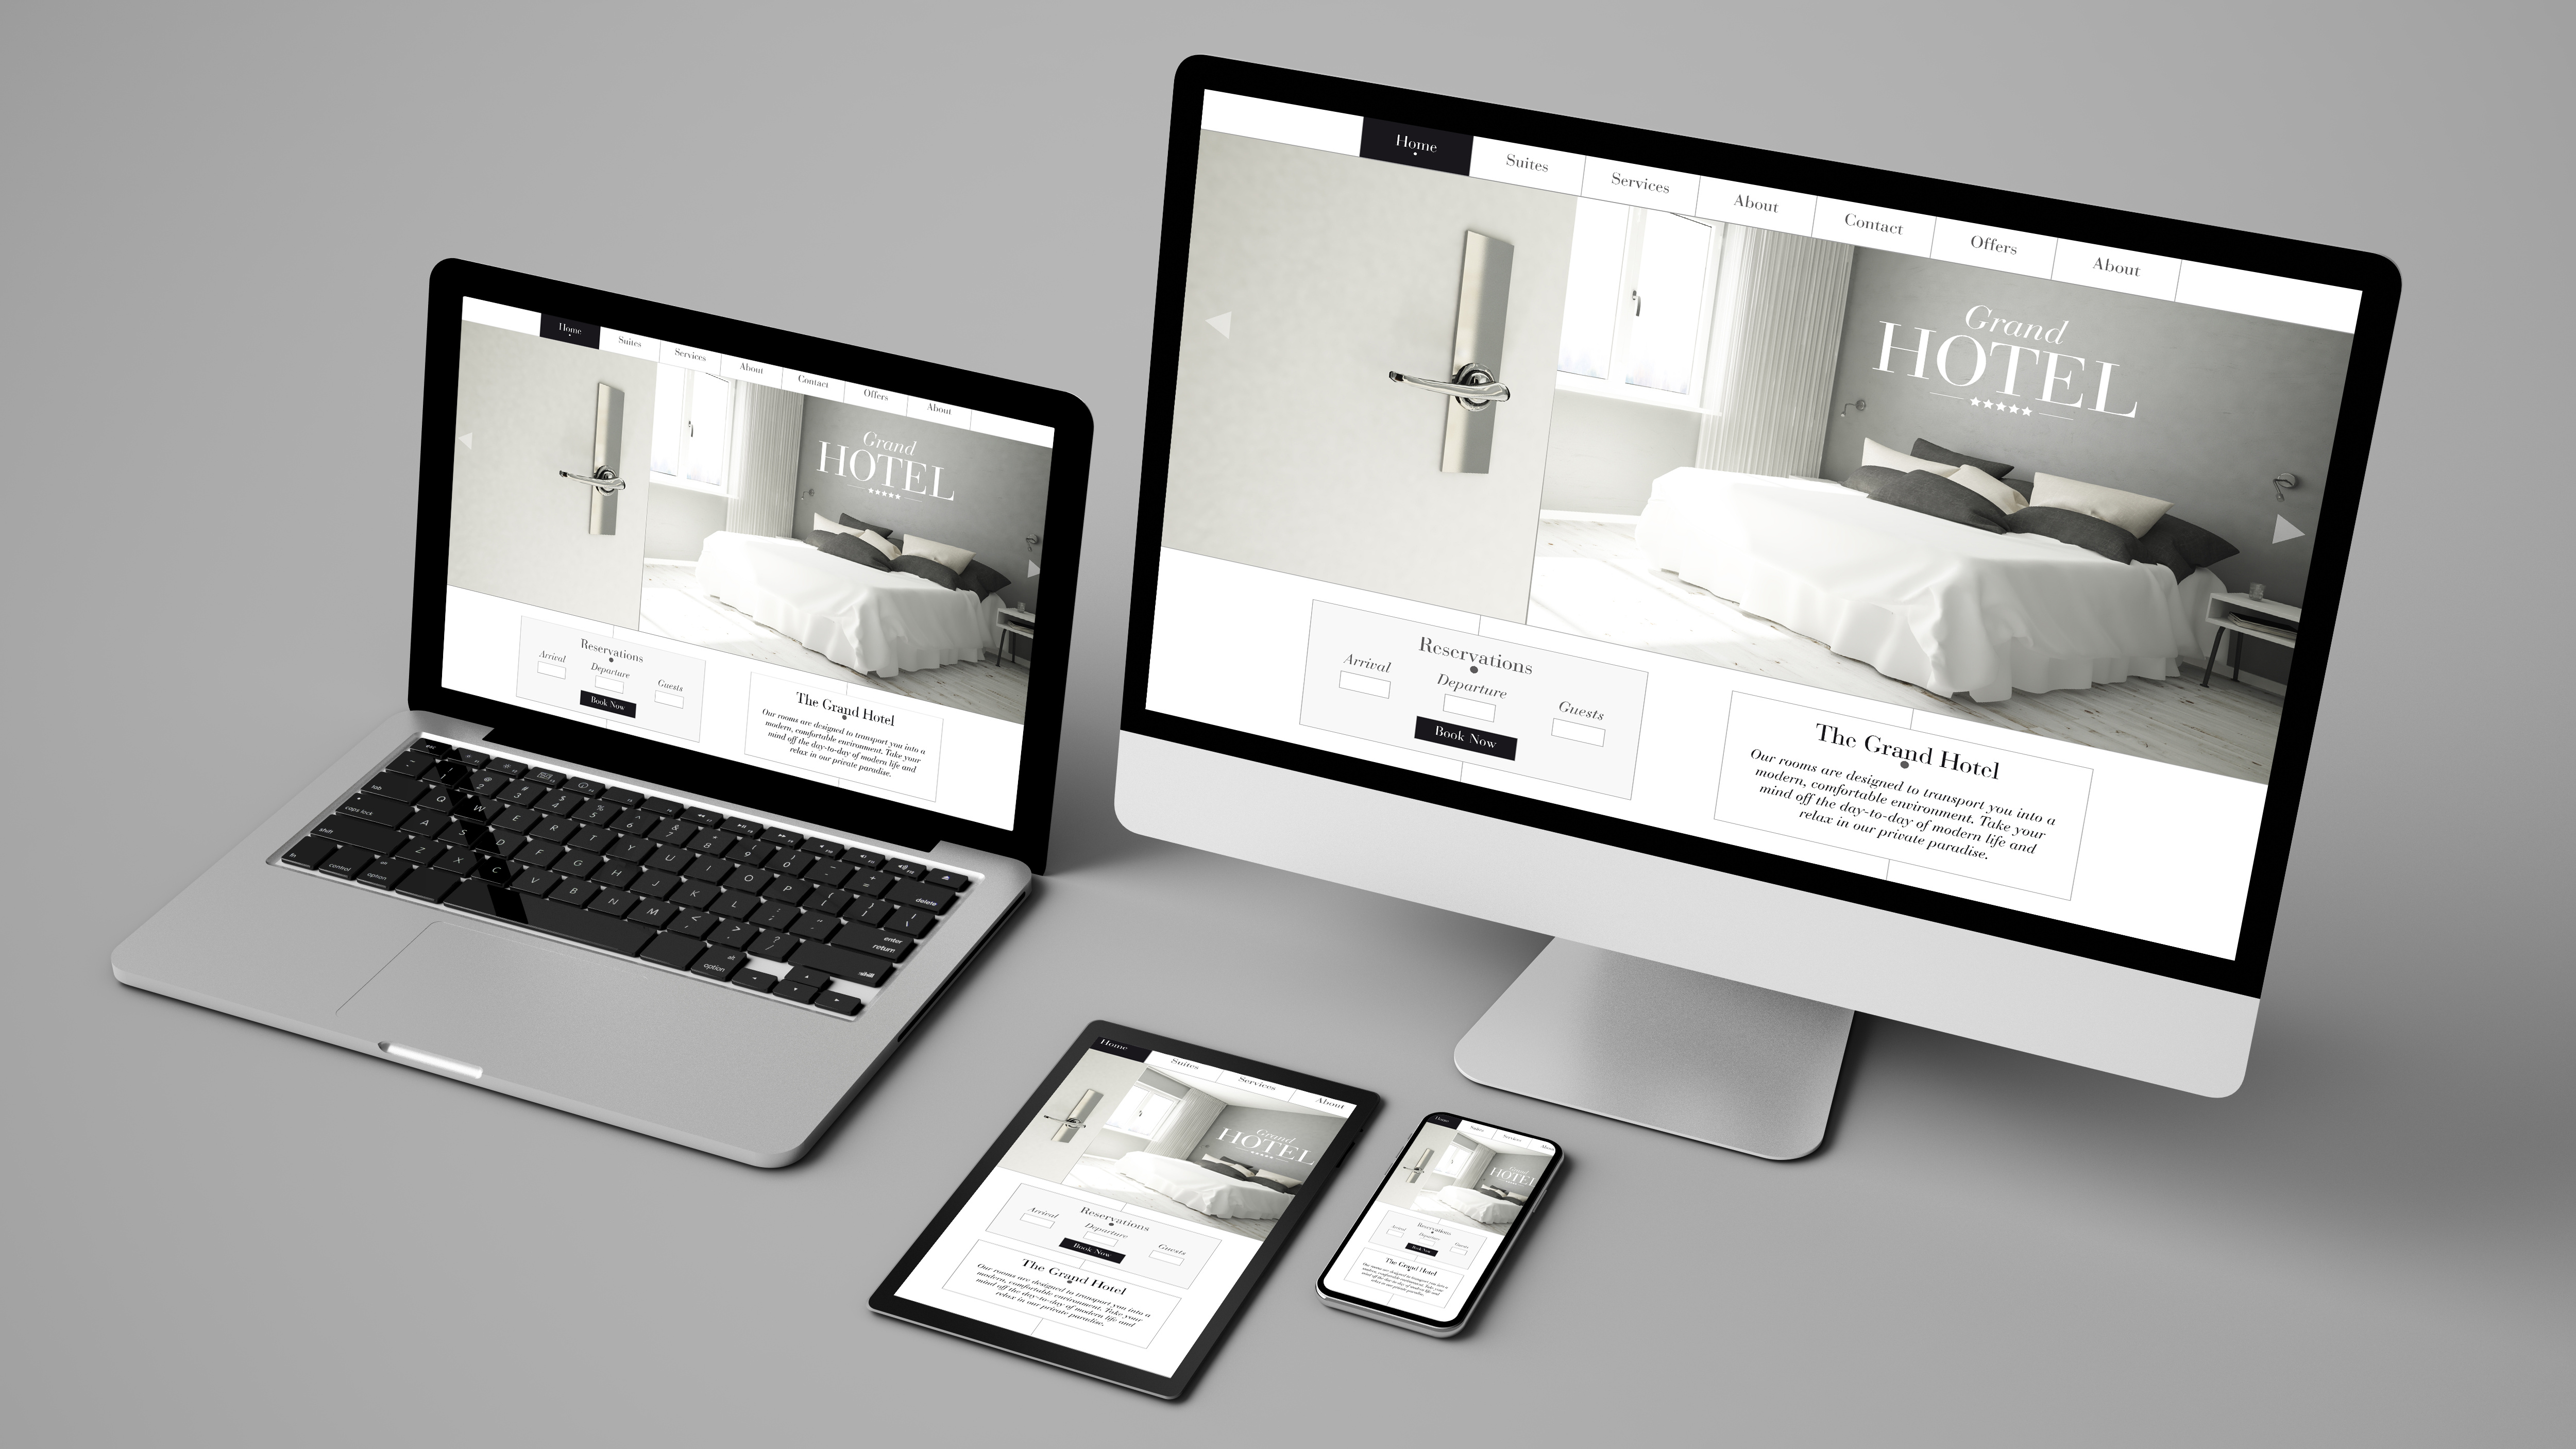 Home
Suites
Services
About
Contact
Offers
About
Grand
HOTEL
Reservations
Arrival
Departure
Guests
Book Now
The Grand Hotel
Our rooms are designed to transport you into a
modern, comfortable environment. Take your
mind off the day-to-day of modern life and
relax in our private paradise.
Home
Suites
Services
About
Contact
Offers
About
Grand
HOTEL
Reservations
Arrival
Departure
Guests
Book Now
The Grand Hotel
Our rooms are designed to transport you into a
modern, comfortable environment. Take your
mind off the day-to-day of modern life and
relax in our private paradise.
esc
tab
Q W E R T Y U I O P
caps lock
A S D F G H J K L
delete
enter
return
shift
Z X C V B N M
fn
control
option
alt
option
Home
Suites
Services
About
Grand
HOTEL
Reservations
Arrival
Departure
Guests
Book Now
The Grand Hotel
Our rooms are designed to transport you into a
modern, comfortable environment. Take your
mind off the day-to-day of modern life and
relax in our private paradise.
Home
Suites
Services
Grand
HOTEL
Reservations
Arrival
Departure
Guests
Book Now
The Grand Hotel